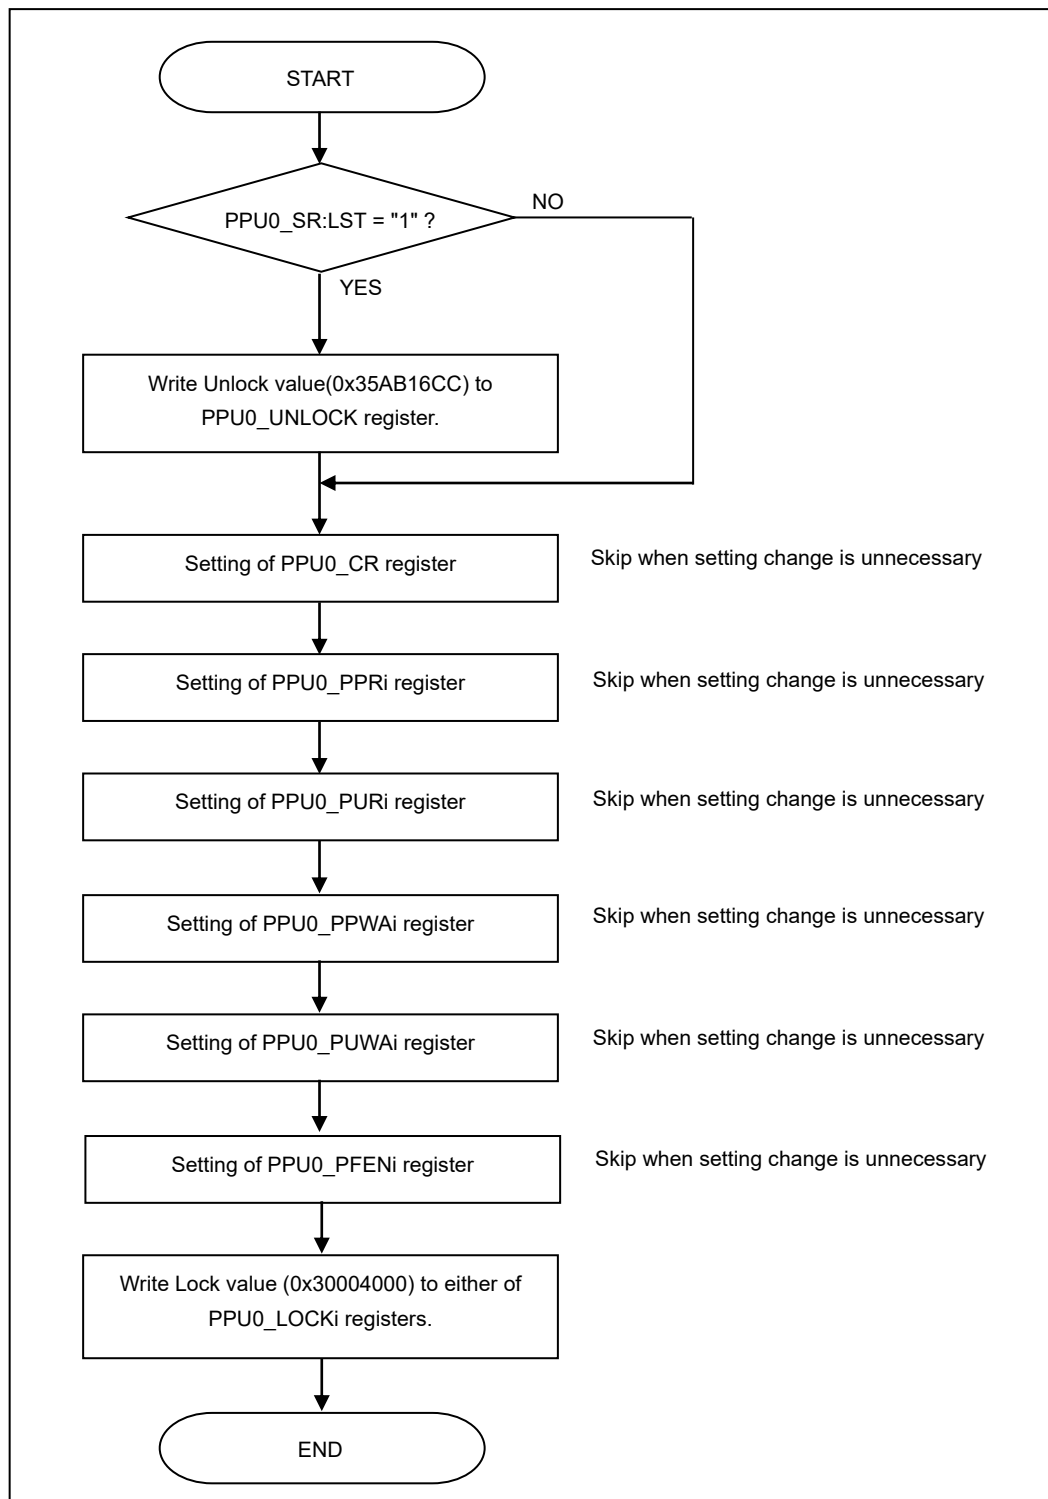 START
PPU0_SR:LST = "1" ?
NO
YES
Write Unlock value(0x35AB16CC) to
PPU0_UNLOCK register.
Setting of PPU0_CR register
Skip when setting change is unnecessary
Setting of PPU0_PPRi register
Skip when setting change is unnecessary
Setting of PPU0_PURi register
Skip when setting change is unnecessary
Setting of PPU0_PPWAi register
Skip when setting change is unnecessary
Setting of PPU0_PUWAi register
Skip when setting change is unnecessary
Setting of PPU0_PFENi register
Skip when setting change is unnecessary
Write Lock value (0x30004000) to either of
PPU0_LOCKi registers.
END